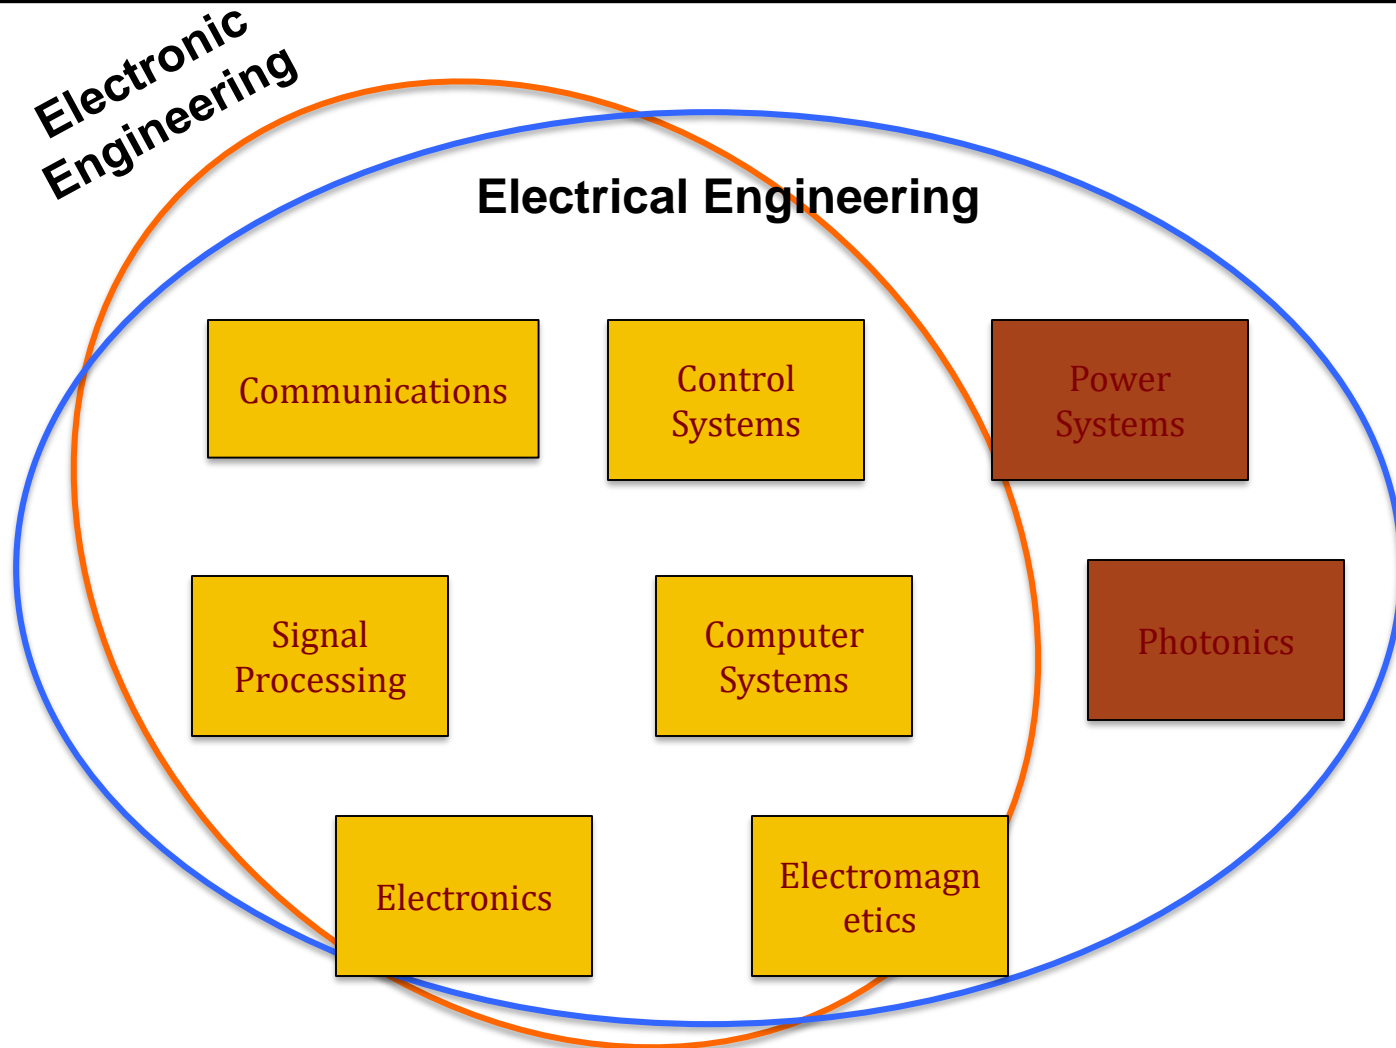 Electronic
Engineering
Electrical Engineering
Communications
Control
Systems
Power
Systems
Signal
Processing
Computer
Systems
Photonics
Electronics
Electromagn
etics